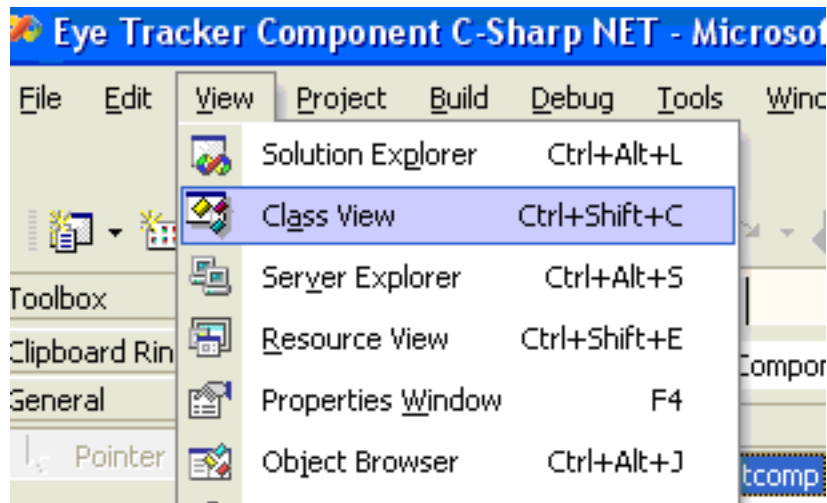 Eye Tracker Component C-Sharp NET - Microsof
File Edit View Project Build Debug Tools Wind
Solution Explorer Ctrl+Alt+L
Class View Ctrl+Shift+C
Server Explorer Ctrl+Alt+S
Toolbox
Resource View Ctrl+Shift+E
Clipboard Rin
Compor
Properties Window F4
General
Pointer
Object Browser Ctrl+Alt+J
tcomp